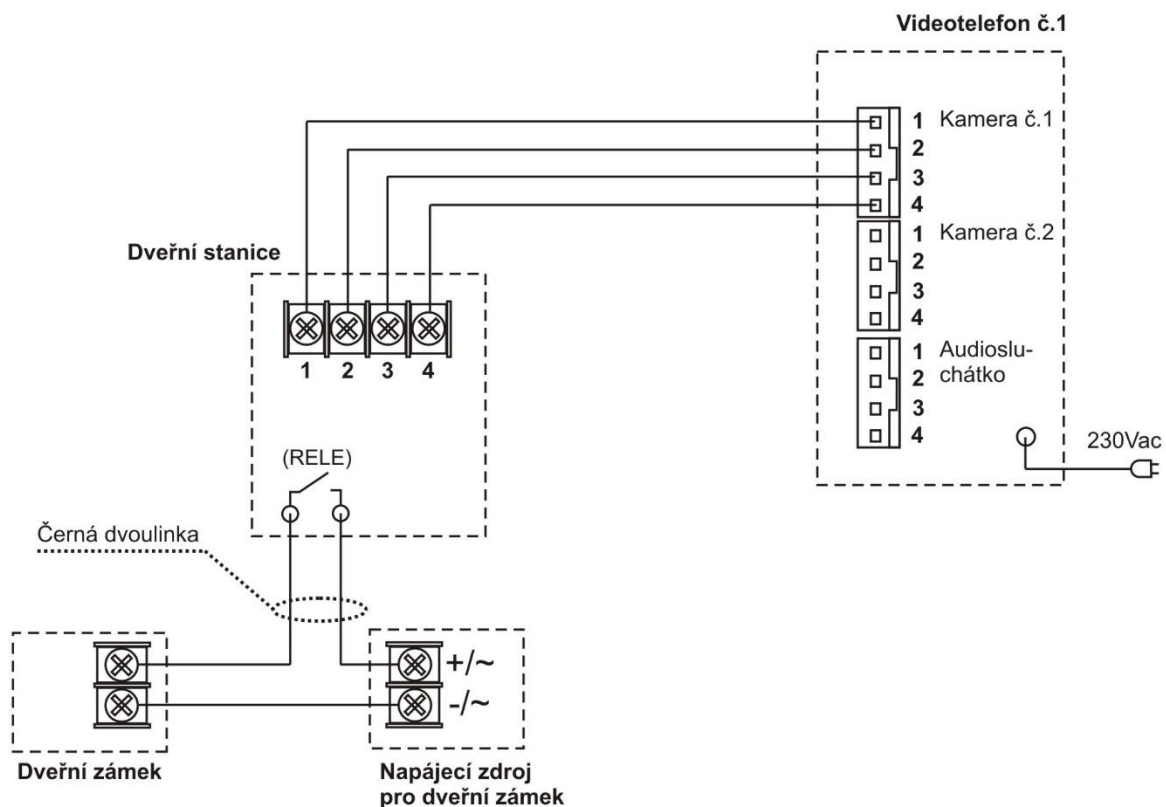 Videotelefon č.1
1 Kamera č.1
2
3
4
1 Kamera č.2
2
3
4
1 Audioslu-
chátko
2
3
4
230Vac
Dveřní stanice
1 2 3 4
(RELE)
Černá dvoulinka
+/~
-/~
Dveřní zámek
Napájecí zdroj
pro dveřní zámek